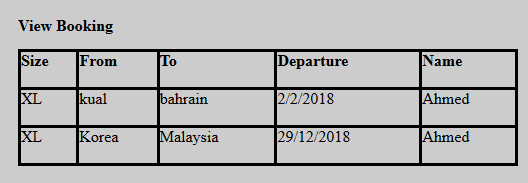 View Booking
Size From To Departure Name
XL kual bahrain 2/2/2018 Ahmed
XL Korea Malaysia 29/12/2018 Ahmed